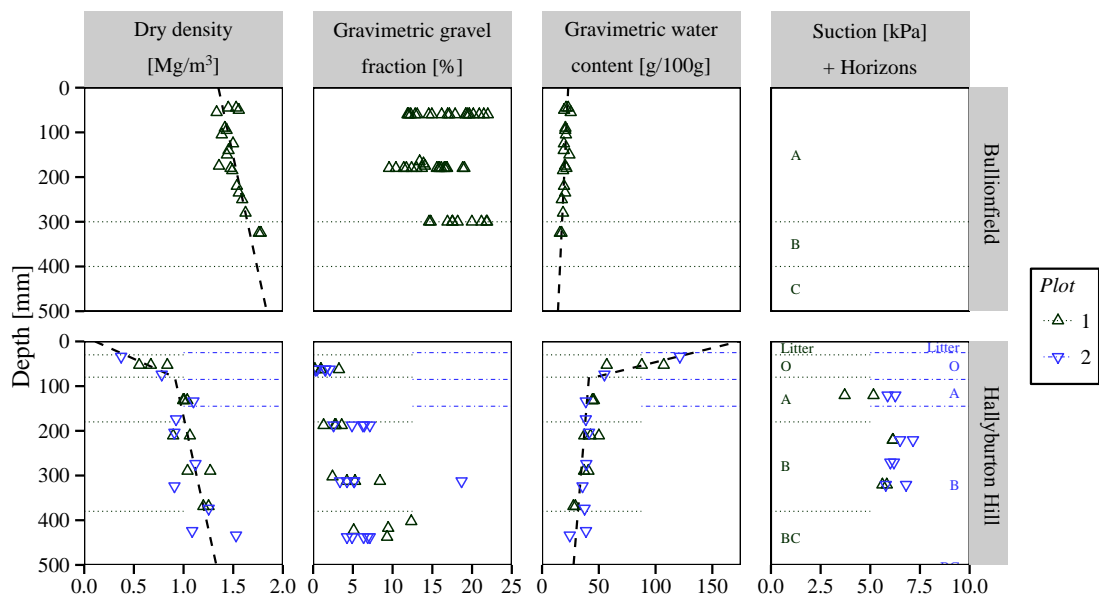 Dry density
[Mg/m³]
Gravimetric gravel
fraction [%]
Gravimetric water
content [g/100g]
Suction [kPa]
+ Horizons
0
100
200
300
400
500
A
B
C
Bullionfield
Depth [mm]
0
100
200
300
400
500
Litter
O
A
B
BC
Litter
O
A
B
Hallyburton Hill
0.0
1.0
1.5
2.0
0
5
10
15
20
25
0
50
100
150
0.0
2.5
5.0
7.5
10.0
Plot
1
2